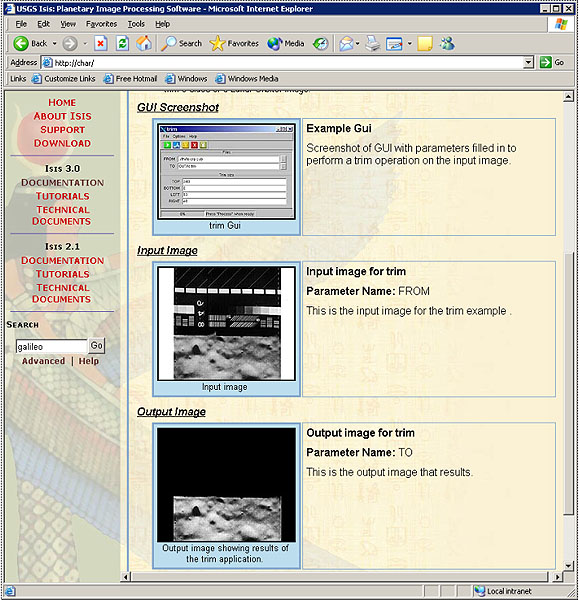 USGS Isis: Planetary Image Processing Software - Microsoft Internet Explorer
File Edit View Favorites Tools Help
Back Search Favorites Media
Address http://char/ Go
Links Customize Links Free Hotmail Windows Windows Media
HOME
ABOUT ISIS
SUPPORT
DOWNLOAD
ISIS 3.0
DOCUMENTATION
TUTORIALS
TECHNICAL
DOCUMENTS
ISIS 2.1
DOCUMENTATION
TUTORIALS
TECHNICAL
DOCUMENTS
SEARCH
galileo Go
Advanced | Help
GUI Screenshot
trim
File Options Help
Files
FROM
TO
Trim size
TOP
BOTTOM
LEFT
RIGHT
0% Press "Process" when ready
trim Gui
Example Gui
Screenshot of GUI with parameters filled in to
perform a trim operation on the input image.
Input Image
Input image
Input image for trim
Parameter Name: FROM
This is the input image for the trim example .
Output Image
Output image showing results of
the trim application.
Output image for trim
Parameter Name: TO
This is the output image that results.
Local intranet